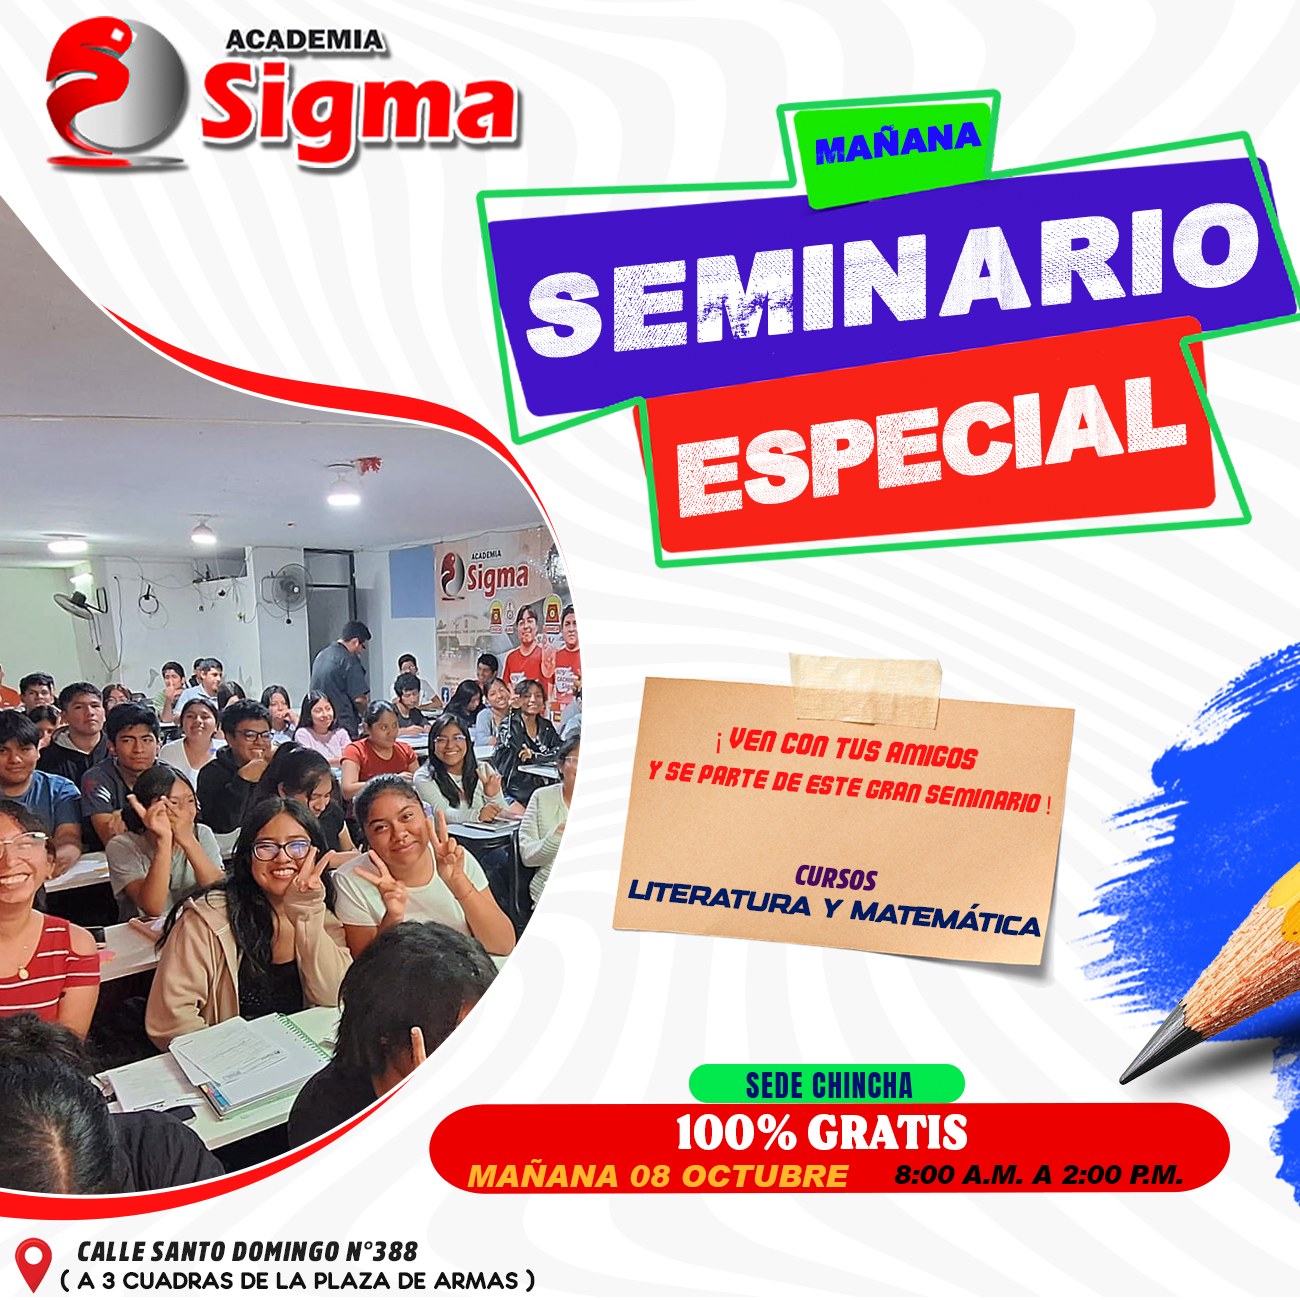 ACADEMIA
Sigma
MAÑANA
SEMINARIO
ESPECIAL
ACADEMIA
Sigma
¡ VEN CON TUS AMIGOS
Y SE PARTE DE ESTE GRAN SEMINARIO !
CURSOS
LITERATURA Y MATEMÁTICA
SEDE CHINCHA
100% GRATIS
MAÑANA 08 OCTUBRE 8:00 A.M. A 2:00 P.M.
CALLE SANTO DOMINGO N°388
( A 3 CUADRAS DE LA PLAZA DE ARMAS )